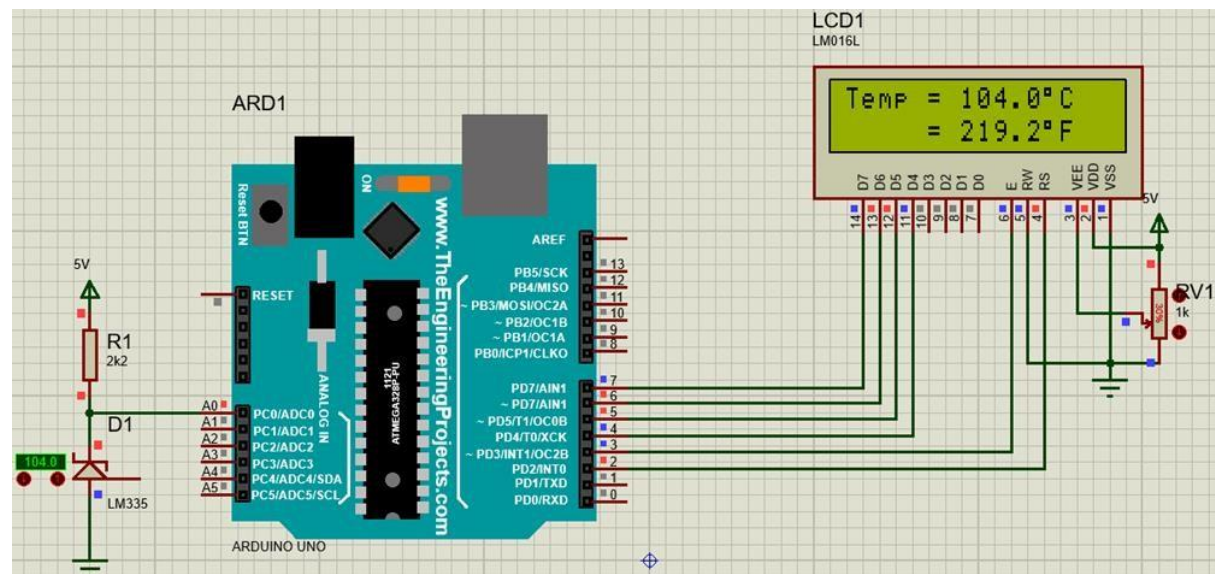 LCD1
LM016L
Temp = 104.0°C
= 219.2°F
D7 D6 D5 D4 D3 D2 D1 D0 E RW RS VEE VDD VSS
14 13 12 11 10 9 8 7 6 5 4 3 2 1
5V
RV1
1k
30%
ARD1
Reset BTN
ON
www.TheEngineeringProjects.com
RESET
ANALOG IN
1121
ATMEGA328P-PU
AREF
PB5/SCK 13
PB4/MISO 12
~ PB3/MOSI/OC2A 11
~ PB2/OC1B 10
~ PB1/OC1A 9
PB0/ICP1/CLKO 8
PD7/AIN1 7
~ PD7/AIN1 6
~ PD5/T1/OC0B 5
PD4/T0/XCK 4
~ PD3/INT1/OC2B 3
PD2/INT0 2
PD1/TXD 1
PD0/RXD 0
5V
R1
2k2
A0 PC0/ADC0
A1 PC1/ADC1
A2 PC2/ADC2
A3 PC3/ADC3
A4 PC4/ADC4/SDA
A5 PC5/ADC5/SCL
D1
104.0
LM335
ARDUINO UNO